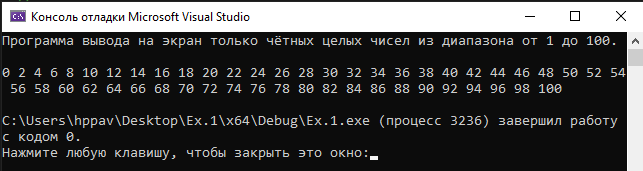 Консоль отладки Microsoft Visual Studio
Программа вывода на экран только чётных целых чисел из диапазона от 1 до 100.
0 2 4 6 8 10 12 14 16 18 20 22 24 26 28 30 32 34 36 38 40 42 44 46 48 50 52 54
56 58 60 62 64 66 68 70 72 74 76 78 80 82 84 86 88 90 92 94 96 98 100
C:\Users\hppav\Desktop\Ex.1\x64\Debug\Ex.1.exe (процесс 3236) завершил работу
с кодом 0.
Нажмите любую клавишу, чтобы закрыть это окно: